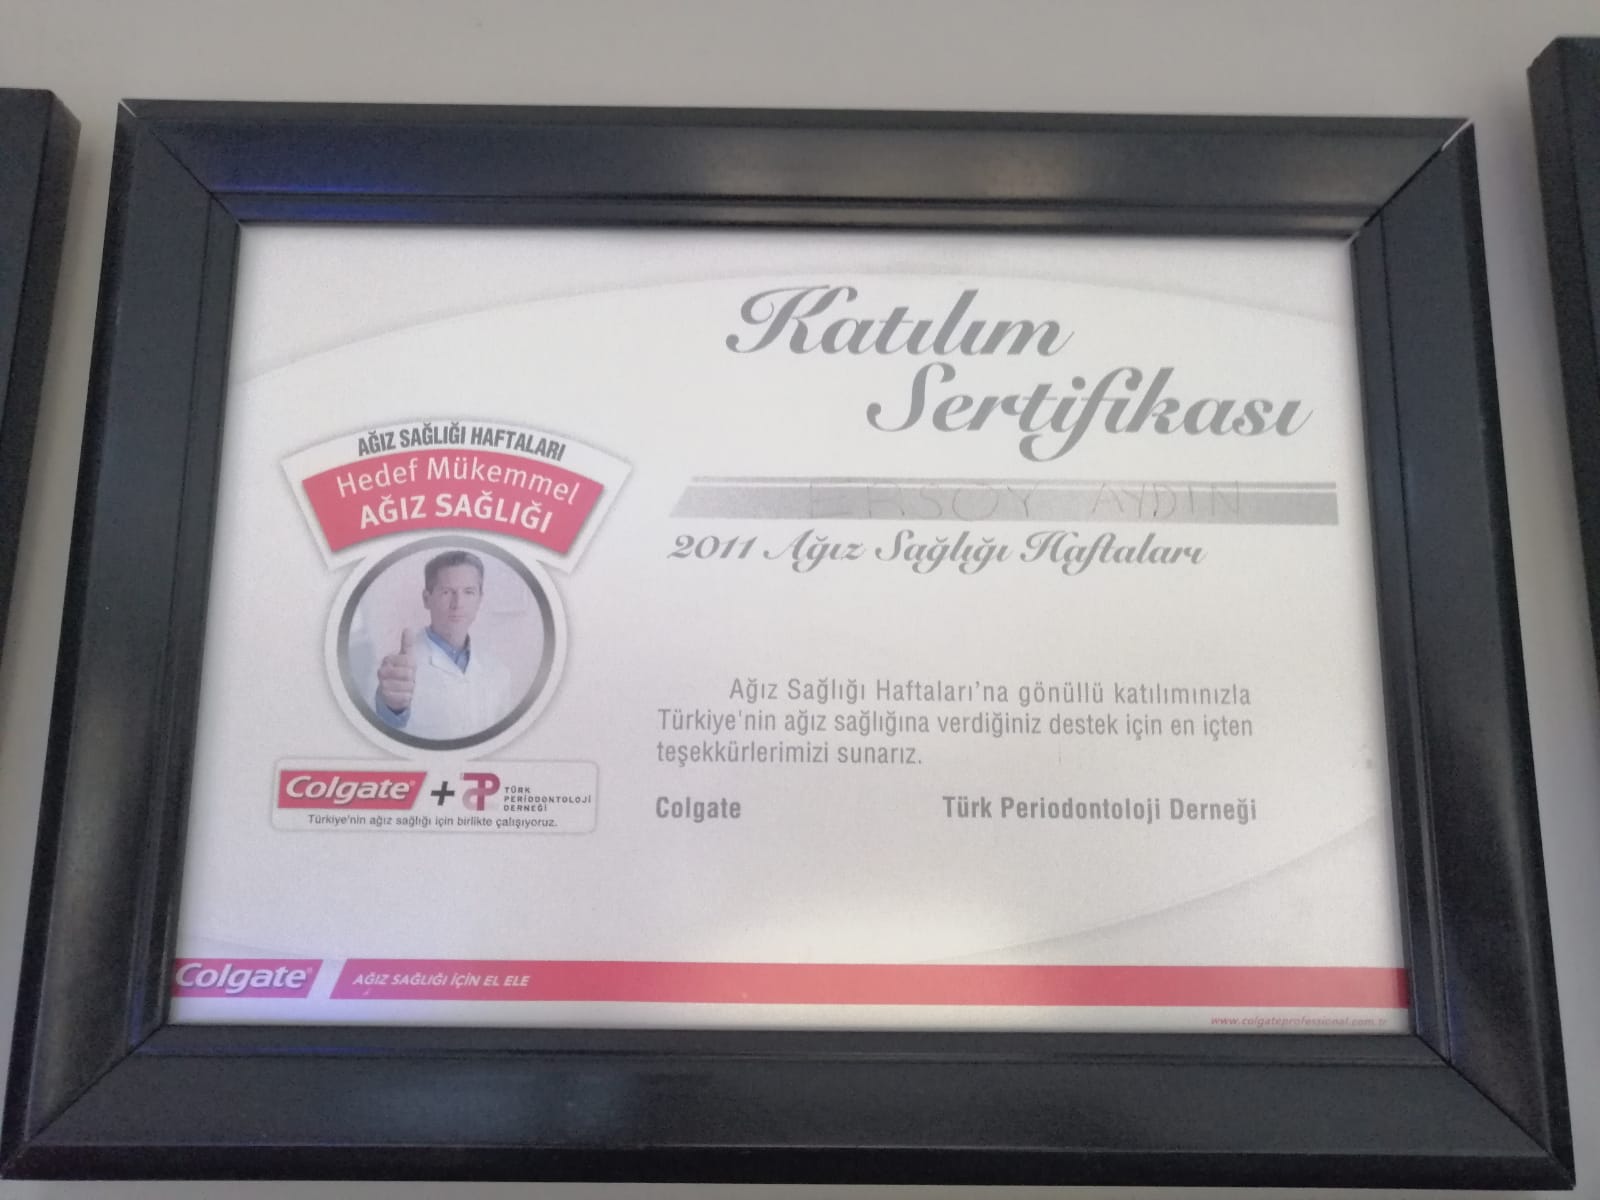 Katılım
Sertifikası
ERSOY AYDIN
2011 Ağız Sağlığı Haftaları
AĞIZ SAĞLIĞI HAFTALARI
Hedef Mükemmel
AĞIZ SAĞLIĞI
Ağız Sağlığı Haftaları'na gönüllü katılımınızla
Türkiye'nin ağız sağlığına verdiğiniz destek için en içten
teşekkürlerimizi sunarız.
Colgate Türk Periodontoloji Derneği
Colgate + TÜRK
PERİODONTOLOJİ
DERNEĞİ
Türkiye'nin ağız sağlığı için birlikte çalışıyoruz.
Colgate AĞIZ SAĞLIĞI İÇİN EL ELE
www.colgateprofessional.com.tr